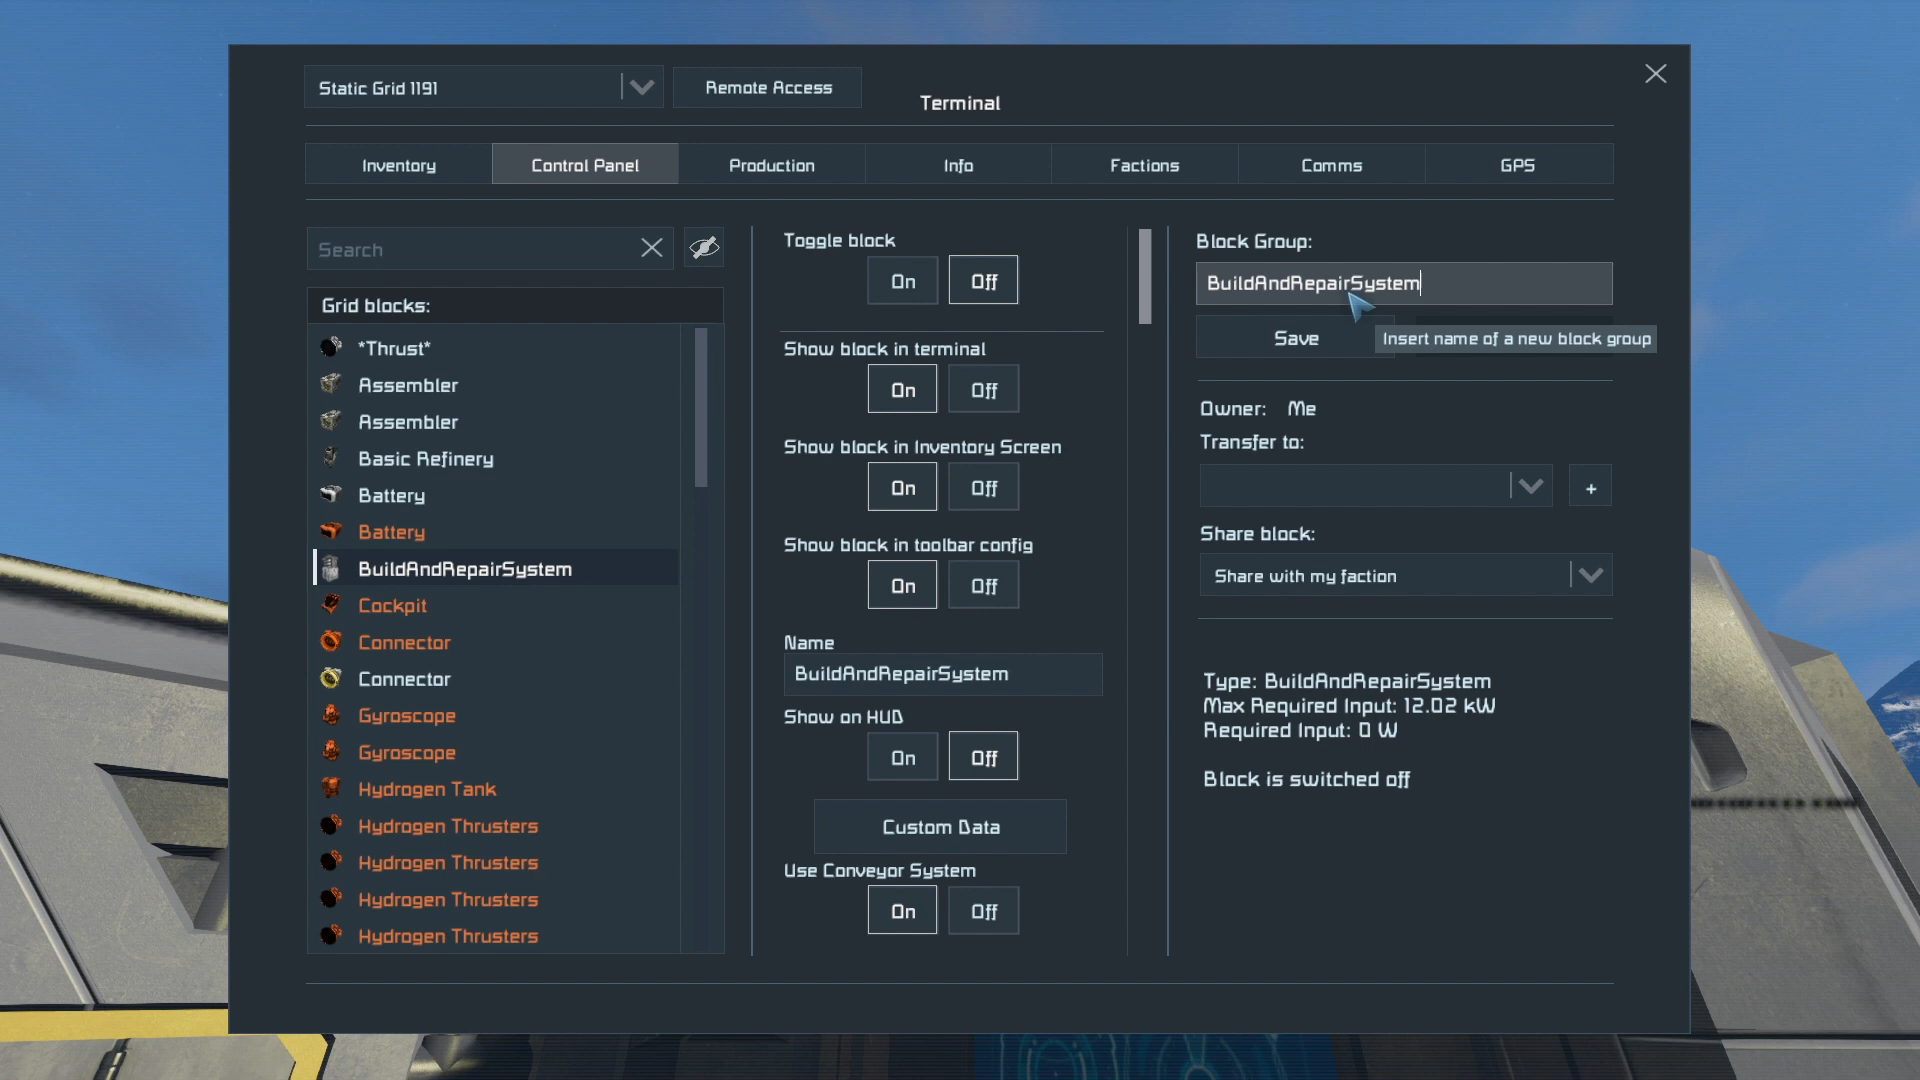 Static Grid 1191
Remote Access
Terminal
Inventory
Control Panel
Production
Info
Factions
Comms
GPS
Search
Grid blocks:
*Thrust*
Assembler
Assembler
Basic Refinery
Battery
Battery
BuildAndRepairSystem
Cockpit
Connector
Connector
Gyroscope
Gyroscope
Hydrogen Tank
Hydrogen Thrusters
Hydrogen Thrusters
Hydrogen Thrusters
Hydrogen Thrusters
Toggle block
On Off
Show block in terminal
On Off
Show block in Inventory Screen
On Off
Show block in toolbar config
On Off
Name
BuildAndRepairSystem
Show on HUD
On Off
Custom Data
Use Conveyor System
On Off
Block Group:
BuildAndRepairSystem
Save
Insert name of a new block group
Owner: Me
Transfer to:
+
Share block:
Share with my faction
Type: BuildAndRepairSystem
Max Required Input: 12.02 kW
Required Input: 0 W
Block is switched off